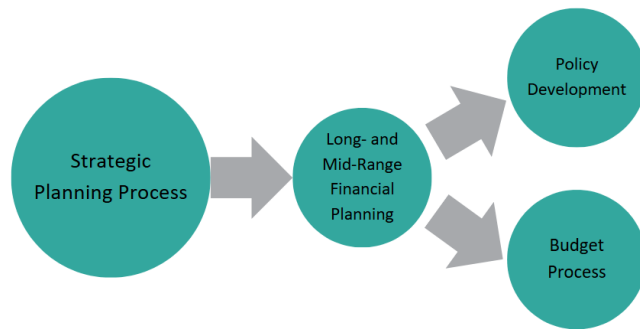 Strategic
Planning Process
Long- and
Mid-Range
Financial
Planning
Policy
Development
Budget
Process